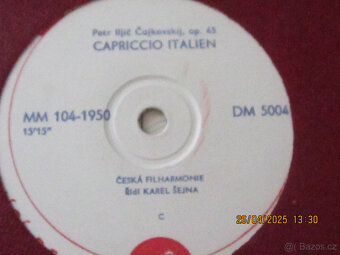 Petr Iljič Čajkovskij, op. 45
CAPRICCIO ITALIEN
MM 104-1950
DM 5004
15'15"
ČESKÁ FILHARMONIE
Řídí KAREL ŠEJNA
C
25/04/2025 13:30
Bazos.cz